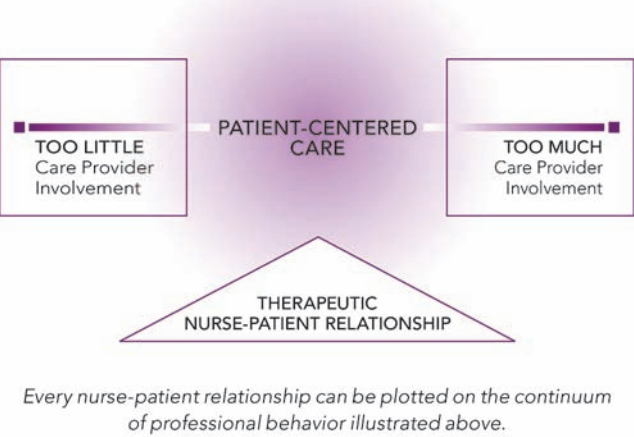 PATIENT-CENTERED
CARE
TOO LITTLE
Care Provider
Involvement
TOO MUCH
Care Provider
Involvement
THERAPEUTIC
NURSE-PATIENT RELATIONSHIP
Every nurse-patient relationship can be plotted on the continuum
of professional behavior illustrated above.